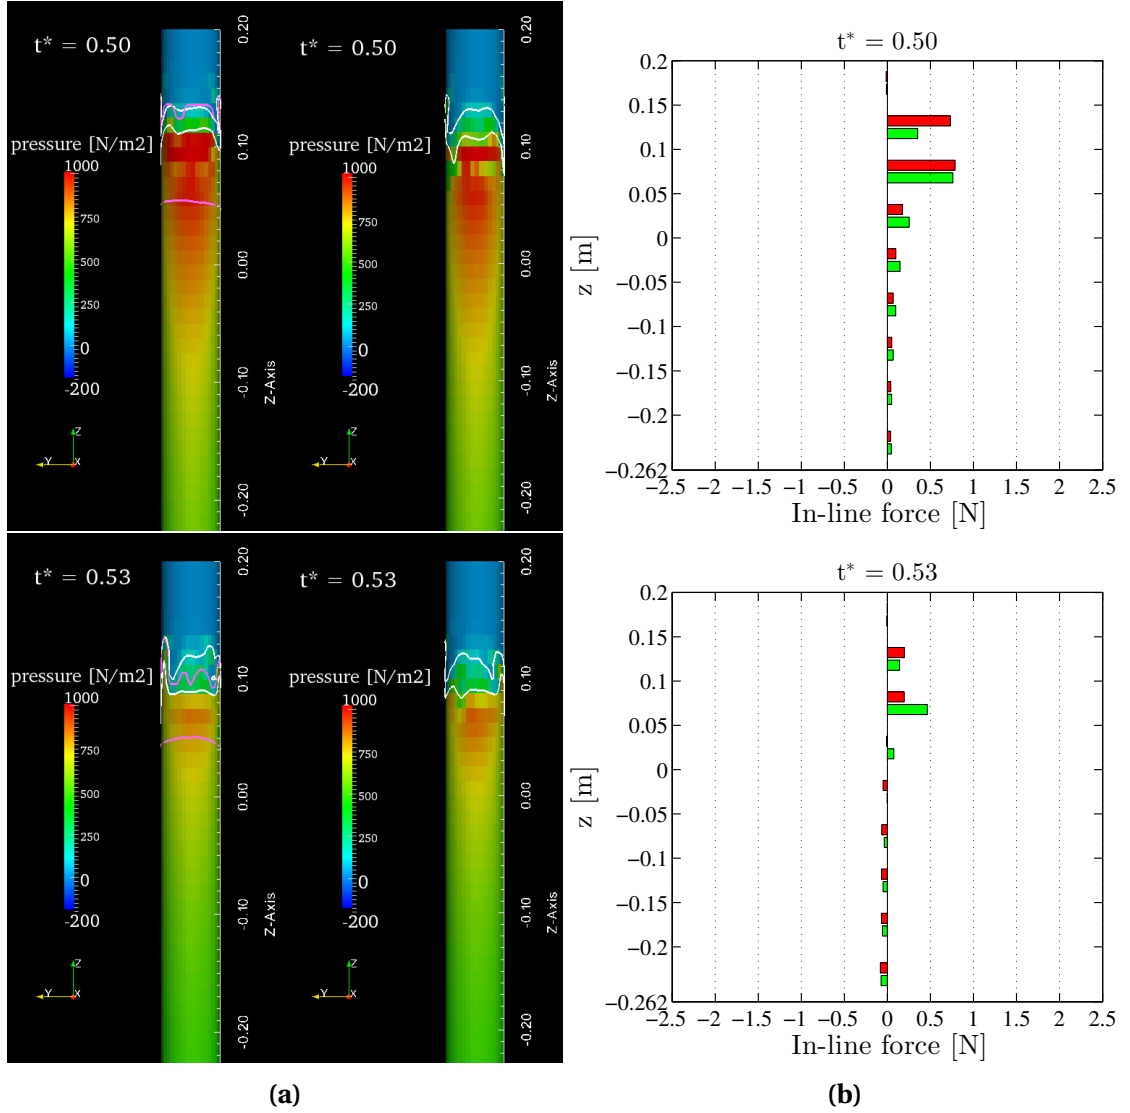 t* = 0.50
t* = 0.50
0.20
0.10
0.00
-0.10
-0.20
Z-Axis
0.20
0.10
0.00
-0.10
-0.20
Z-Axis
pressure [N/m2]
1000
750
500
250
0
-200
pressure [N/m2]
1000
750
500
250
0
-200
Z
Y
X
Z
Y
X
t* = 0.50
0.2
0.15
0.1
0.05
0
−0.05
−0.1
−0.15
−0.2
−0.262
z [m]
−2.5 −2 −1.5 −1 −0.5 0 0.5 1 1.5 2 2.5
In-line force [N]
t* = 0.53
t* = 0.53
0.20
0.10
0.00
-0.10
-0.20
Z-Axis
0.20
0.10
0.00
-0.10
-0.20
Z-Axis
pressure [N/m2]
1000
750
500
250
0
-200
pressure [N/m2]
1000
750
500
250
0
-200
Z
Y
X
Z
Y
X
t* = 0.53
0.2
0.15
0.1
0.05
0
−0.05
−0.1
−0.15
−0.2
−0.262
z [m]
−2.5 −2 −1.5 −1 −0.5 0 0.5 1 1.5 2 2.5
In-line force [N]
(a)
(b)